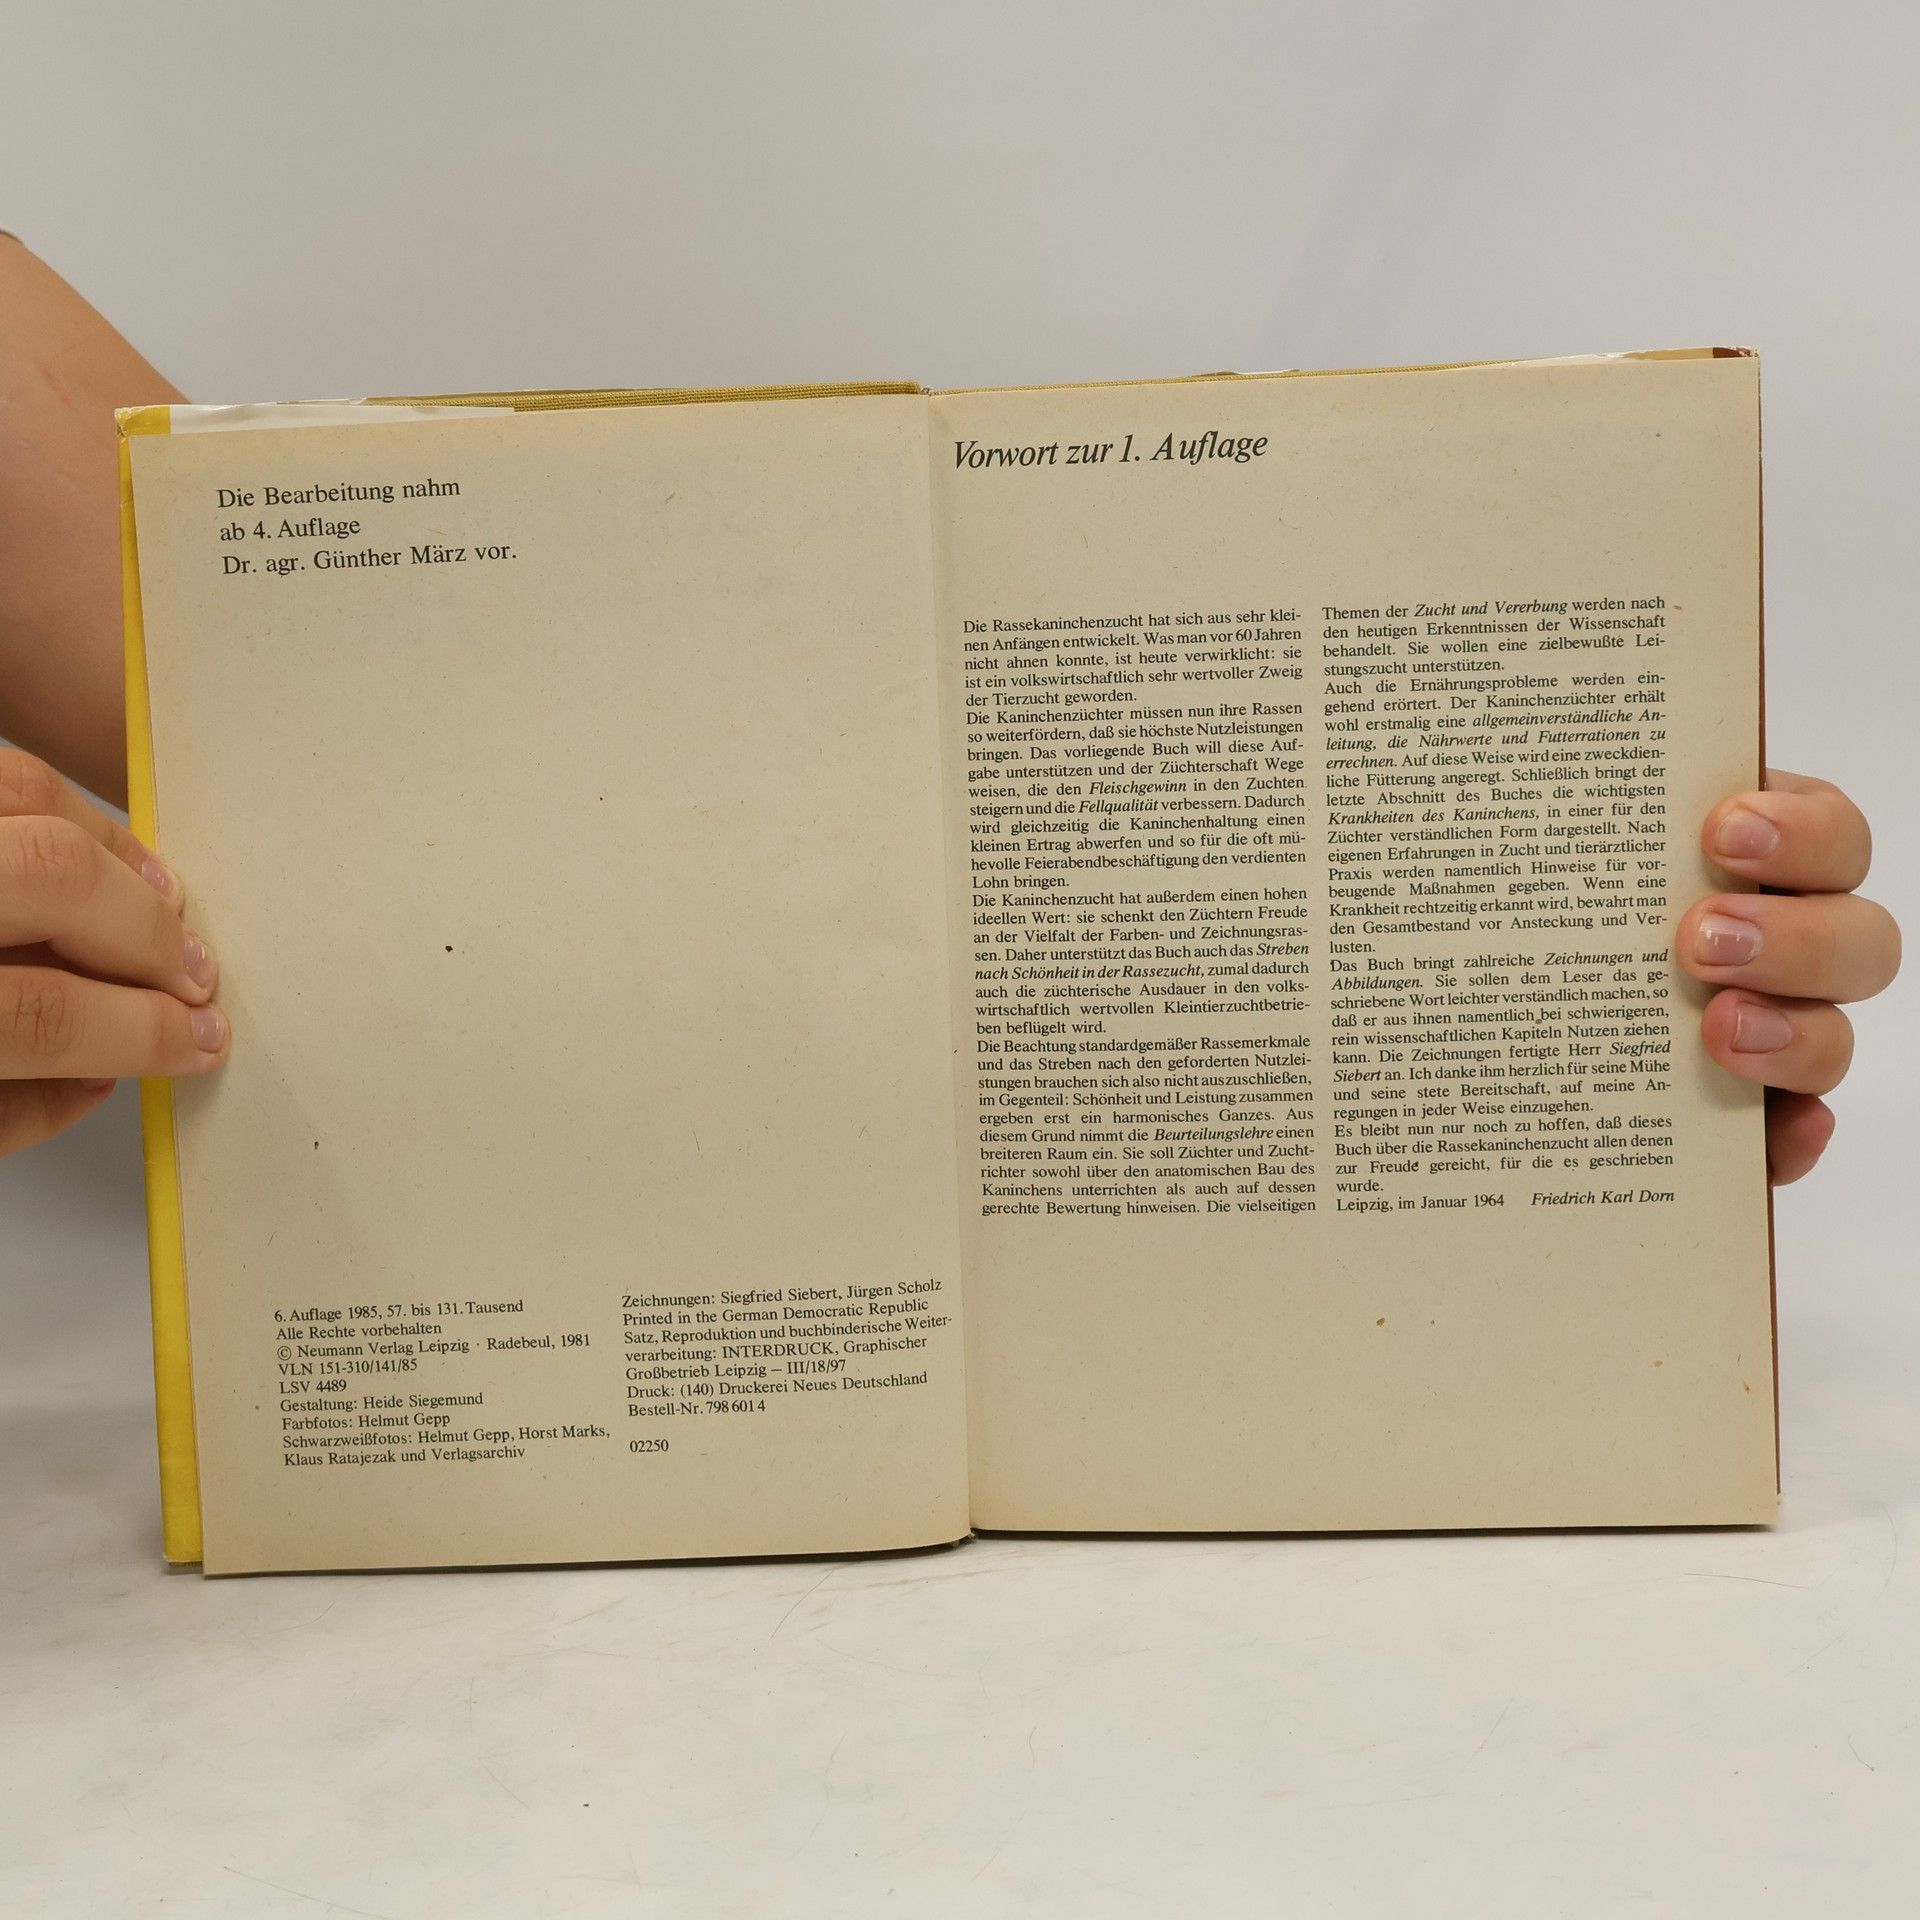 Die Bearbeitung nahm
ab 4. Auflage
Dr. agr. Günther März vor.
6. Auflage 1985, 57. bis 131. Tausend
Alle Rechte vorbehalten
© Neumann Verlag Leipzig · Radebeul, 1981
VLN 151-310/141/85
LSV 4489
Gestaltung: Heide Siegemund
Farbfotos: Helmut Gepp
Schwarzweißfotos: Helmut Gepp, Horst Marks,
Klaus Ratajezak und Verlagsarchiv
Zeichnungen: Siegfried Siebert, Jürgen Scholz
Printed in the German Democratic Republic
Satz, Reproduktion und buchbinderische Weiter-
verarbeitung: INTERDRUCK, Graphischer
Großbetrieb Leipzig – III/18/97
Druck: (140) Druckerei Neues Deutschland
Bestell-Nr. 798 601 4
02250
Vorwort zur 1. Auflage
Die Rassekaninchenzucht hat sich aus sehr klei-
nen Anfängen entwickelt. Was man vor 60 Jahren
nicht ahnen konnte, ist heute verwirklicht: sie
ist ein volkswirtschaftlich sehr wertvoller Zweig
der Tierzucht geworden.
Die Kaninchenzüchter müssen nun ihre Rassen
so weiterfördern, daß sie höchste Nutzleistungen
bringen. Das vorliegende Buch will diese Auf-
gabe unterstützen und der Züchterschaft Wege
weisen, die den Fleischgewinn in den Zuchten
steigern und die Fellqualität verbessern. Dadurch
wird gleichzeitig die Kaninchenhaltung einen
kleinen Ertrag abwerfen und so für die oft mü-
hevolle Feierabendbeschäftigung den verdienten
Lohn bringen.
Die Kaninchenzucht hat außerdem einen hohen
ideellen Wert: sie schenkt den Züchtern Freude
an der Vielfalt der Farben- und Zeichnungsras-
sen. Daher unterstützt das Buch auch das Streben
nach Schönheit in der Rassezucht, zumal dadurch
auch die züchterische Ausdauer in den volks-
wirtschaftlich wertvollen Kleintierzuchtbetrie-
ben beflügelt wird.
Die Beachtung standardgemäßer Rassemerkmale
und das Streben nach den geforderten Nutzlei-
stungen brauchen sich also nicht auszuschließen,
im Gegenteil: Schönheit und Leistung zusammen
ergeben erst ein harmonisches Ganzes. Aus
diesem Grund nimmt die Beurteilungslehre einen
breiteren Raum ein. Sie soll Züchter und Zucht-
richter sowohl über den anatomischen Bau des
Kaninchens unterrichten als auch auf dessen
gerechte Bewertung hinweisen. Die vielseitigen
Themen der Zucht und Vererbung werden nach
den heutigen Erkenntnissen der Wissenschaft
behandelt. Sie wollen eine zielbewußte Lei-
stungszucht unterstützen.
Auch die Ernährungsprobleme werden ein-
gehend erörtert. Der Kaninchenzüchter erhält
wohl erstmalig eine allgemeinverständliche An-
leitung, die Nährwerte und Futterrationen zu
errechnen. Auf diese Weise wird eine zweckdien-
liche Fütterung angeregt. Schließlich bringt der
letzte Abschnitt des Buches die wichtigsten
Krankheiten des Kaninchens, in einer für den
Züchter verständlichen Form dargestellt. Nach
eigenen Erfahrungen in Zucht und tierärztlicher
Praxis werden namentlich Hinweise für vor-
beugende Maßnahmen gegeben. Wenn eine
Krankheit rechtzeitig erkannt wird, bewahrt man
den Gesamtbestand vor Ansteckung und Ver-
lusten.
Das Buch bringt zahlreiche Zeichnungen und
Abbildungen. Sie sollen dem Leser das ge-
schriebene Wort leichter verständlich machen, so
daß er aus ihnen namentlich bei schwierigeren,
rein wissenschaftlichen Kapiteln Nutzen ziehen
kann. Die Zeichnungen fertigte Herr Siegfried
Siebert an. Ich danke ihm herzlich für seine Mühe
und seine stete Bereitschaft, auf meine An-
regungen in jeder Weise einzugehen.
Es bleibt nun nur noch zu hoffen, daß dieses
Buch über die Rassekaninchenzucht allen denen
zur Freude gereicht, für die es geschrieben
wurde.
Leipzig, im Januar 1964 Friedrich Karl Dorn